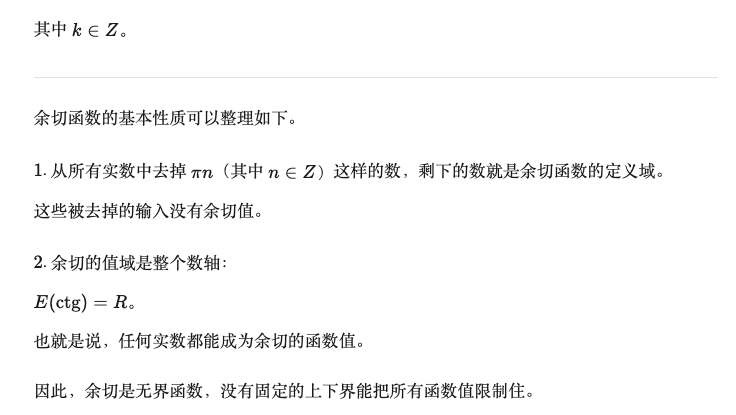 其中 k ∈ Z。
余切函数的基本性质可以整理如下。
1. 从所有实数中去掉 πn（其中 n ∈ Z）这样的数，剩下的数就是余切函数的定义域。
这些被去掉的输入没有余切值。
2. 余切的值域是整个数轴：
E(ctg) = R。
也就是说，任何实数都能成为余切的函数值。
因此，余切是无界函数，没有固定的上下界能把所有函数值限制住。